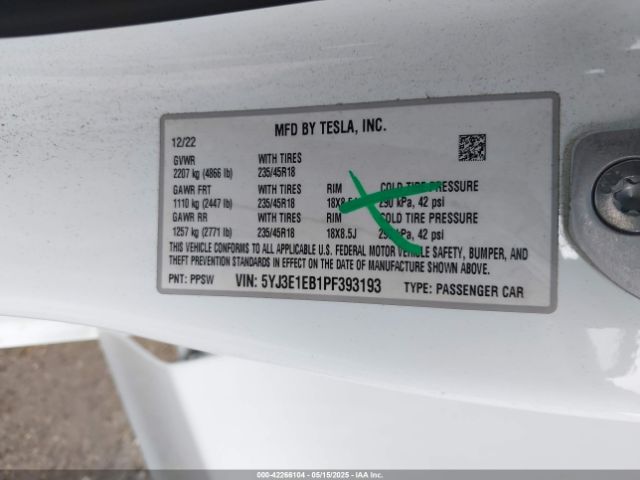 MFD BY TESLA, INC.
12/22
GVWR WITH TIRES
2207 kg (4866 lb) 235/45R18
GAWR FRT WITH TIRES RIM COLD TIRE PRESSURE
1110 kg (2447 lb) 235/45R18 18X8.5J 290 kPa, 42 psi
GAWR RR WITH TIRES RIM COLD TIRE PRESSURE
1257 kg (2771 lb) 235/45R18 18X8.5J kPa, 42 psi
THIS VEHICLE CONFORMS TO ALL APPLICABLE U.S. FEDERAL MOTOR VEHICLE SAFETY, BUMPER, AND
THEFT PREVENTION STANDARDS IN EFFECT ON THE DATE OF MANUFACTURE SHOWN ABOVE.
PNT: PPSW VIN: 5YJ3E1EB1PF393193 TYPE: PASSENGER CAR
000-42266104 - 05/15/2025 - IAA Inc.